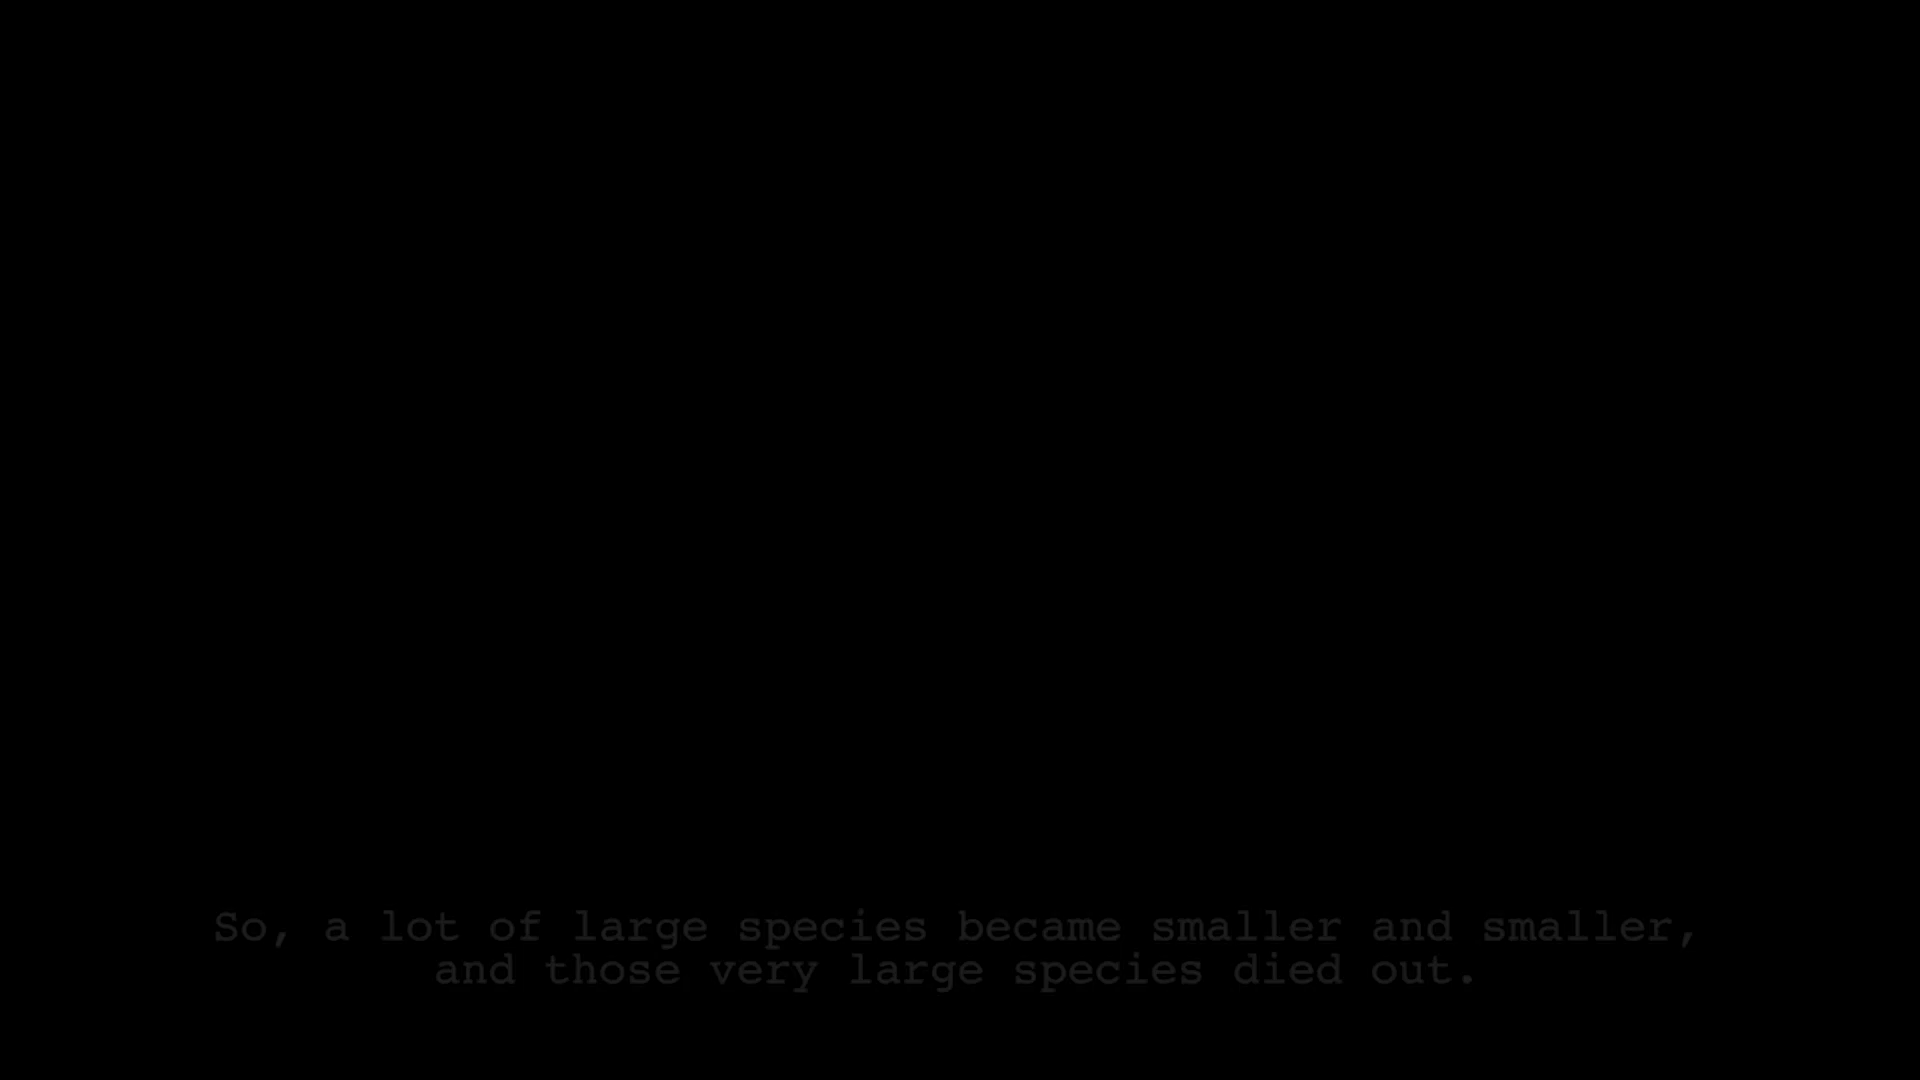 So, a lot of large species became smaller and smaller,
and those very large species died out.